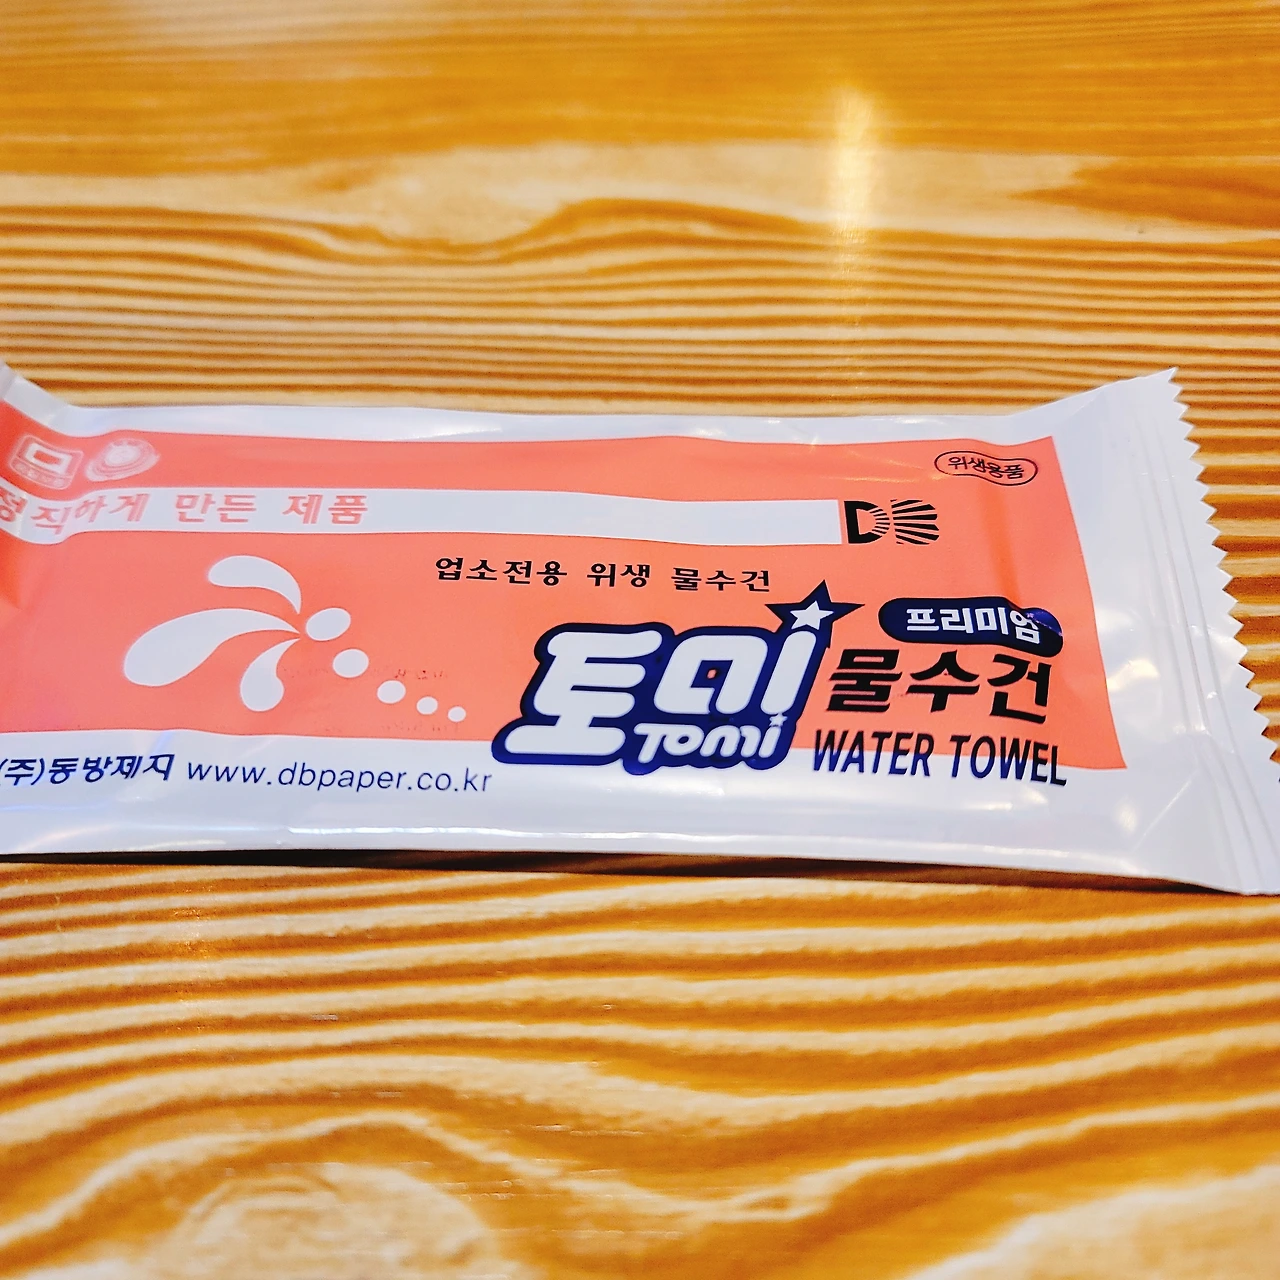 위생용품
정직하게 만든 제품
업소전용 위생 물수건
프리미엄
토미 물수건
Tomi WATER TOWEL
(주)동방제지 www.dbpaper.co.kr